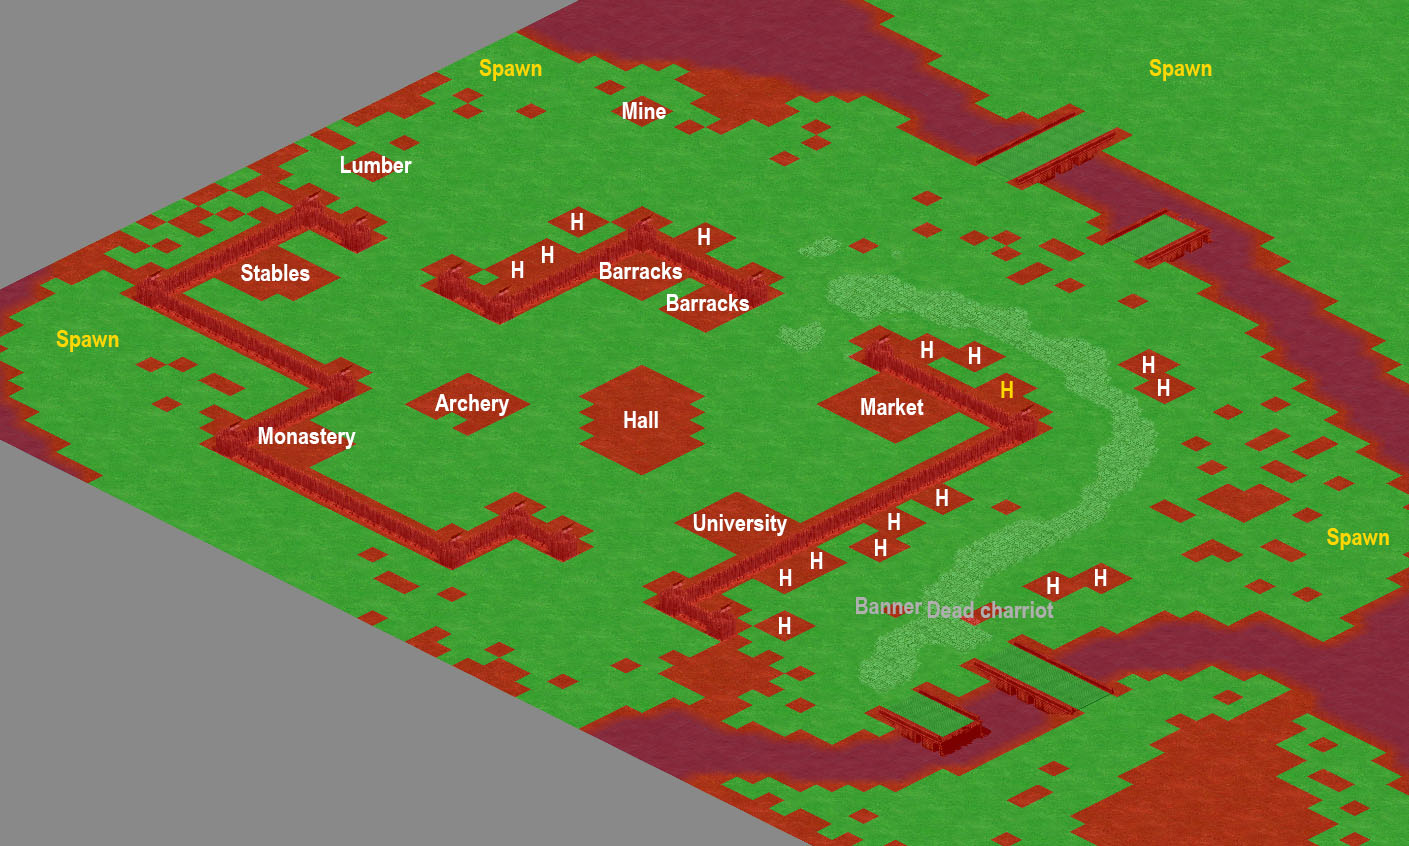 Spawn
Spawn
Mine
Lumber
H
H
H
H
Stables
Barracks
Barracks
Spawn
H
H
H
H
H
Archery
Hall
Market
Monastery
H
University
H
H
H
H
H
H
Banner
Dead charriot
H
Spawn